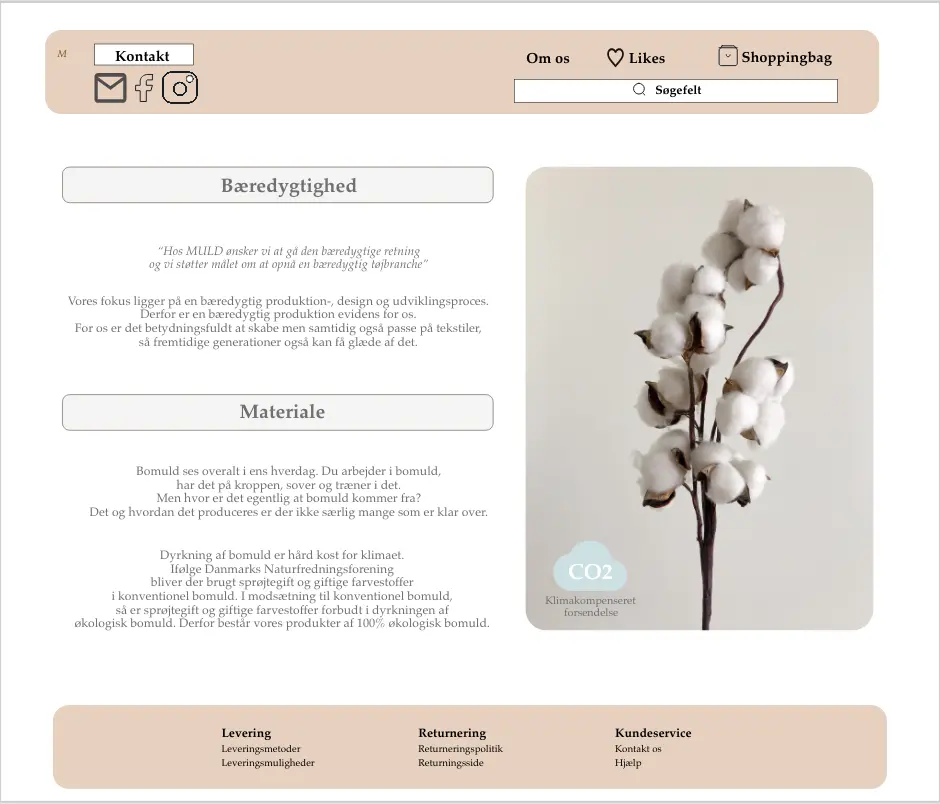 M
Kontakt
Om os
Likes
Shoppingbag
Søgefelt
Bæredygtighed
“Hos MULD ønsker vi at gå den bæredygtige retning
og vi støtter målet om at opnå en bæredygtig tøjbranche”
Vores fokus ligger på en bæredygtig produktion-, design og udviklingsproces.
Derfor er en bæredygtig produktion evidens for os.
For os er det betydningsfuldt at skabe men samtidig også passe på tekstiler,
så fremtidige generationer også kan få glæde af det.
Materiale
Bomuld ses overalt i ens hverdag. Du arbejder i bomuld,
har det på kroppen, sover og træner i det.
Men hvor er det egentlig at bomuld kommer fra?
Det og hvordan det produceres er der ikke særlig mange som er klar over.
Dyrkning af bomuld er hård kost for klimaet.
Ifølge Danmarks Naturfredningsforening
bliver der brugt sprøjtegift og giftige farvestoffer
i konventionel bomuld. I modsætning til konventionel bomuld,
så er sprøjtegift og giftige farvestoffer forbudt i dyrkningen af
økologisk bomuld. Derfor består vores produkter af 100% økologisk bomuld.
CO2
Klimakompenseret
forsendelse
Levering
Leveringsmetoder
Leveringsmuligheder
Returnering
Returneringspolitik
Returningsside
Kundeservice
Kontakt os
Hjælp